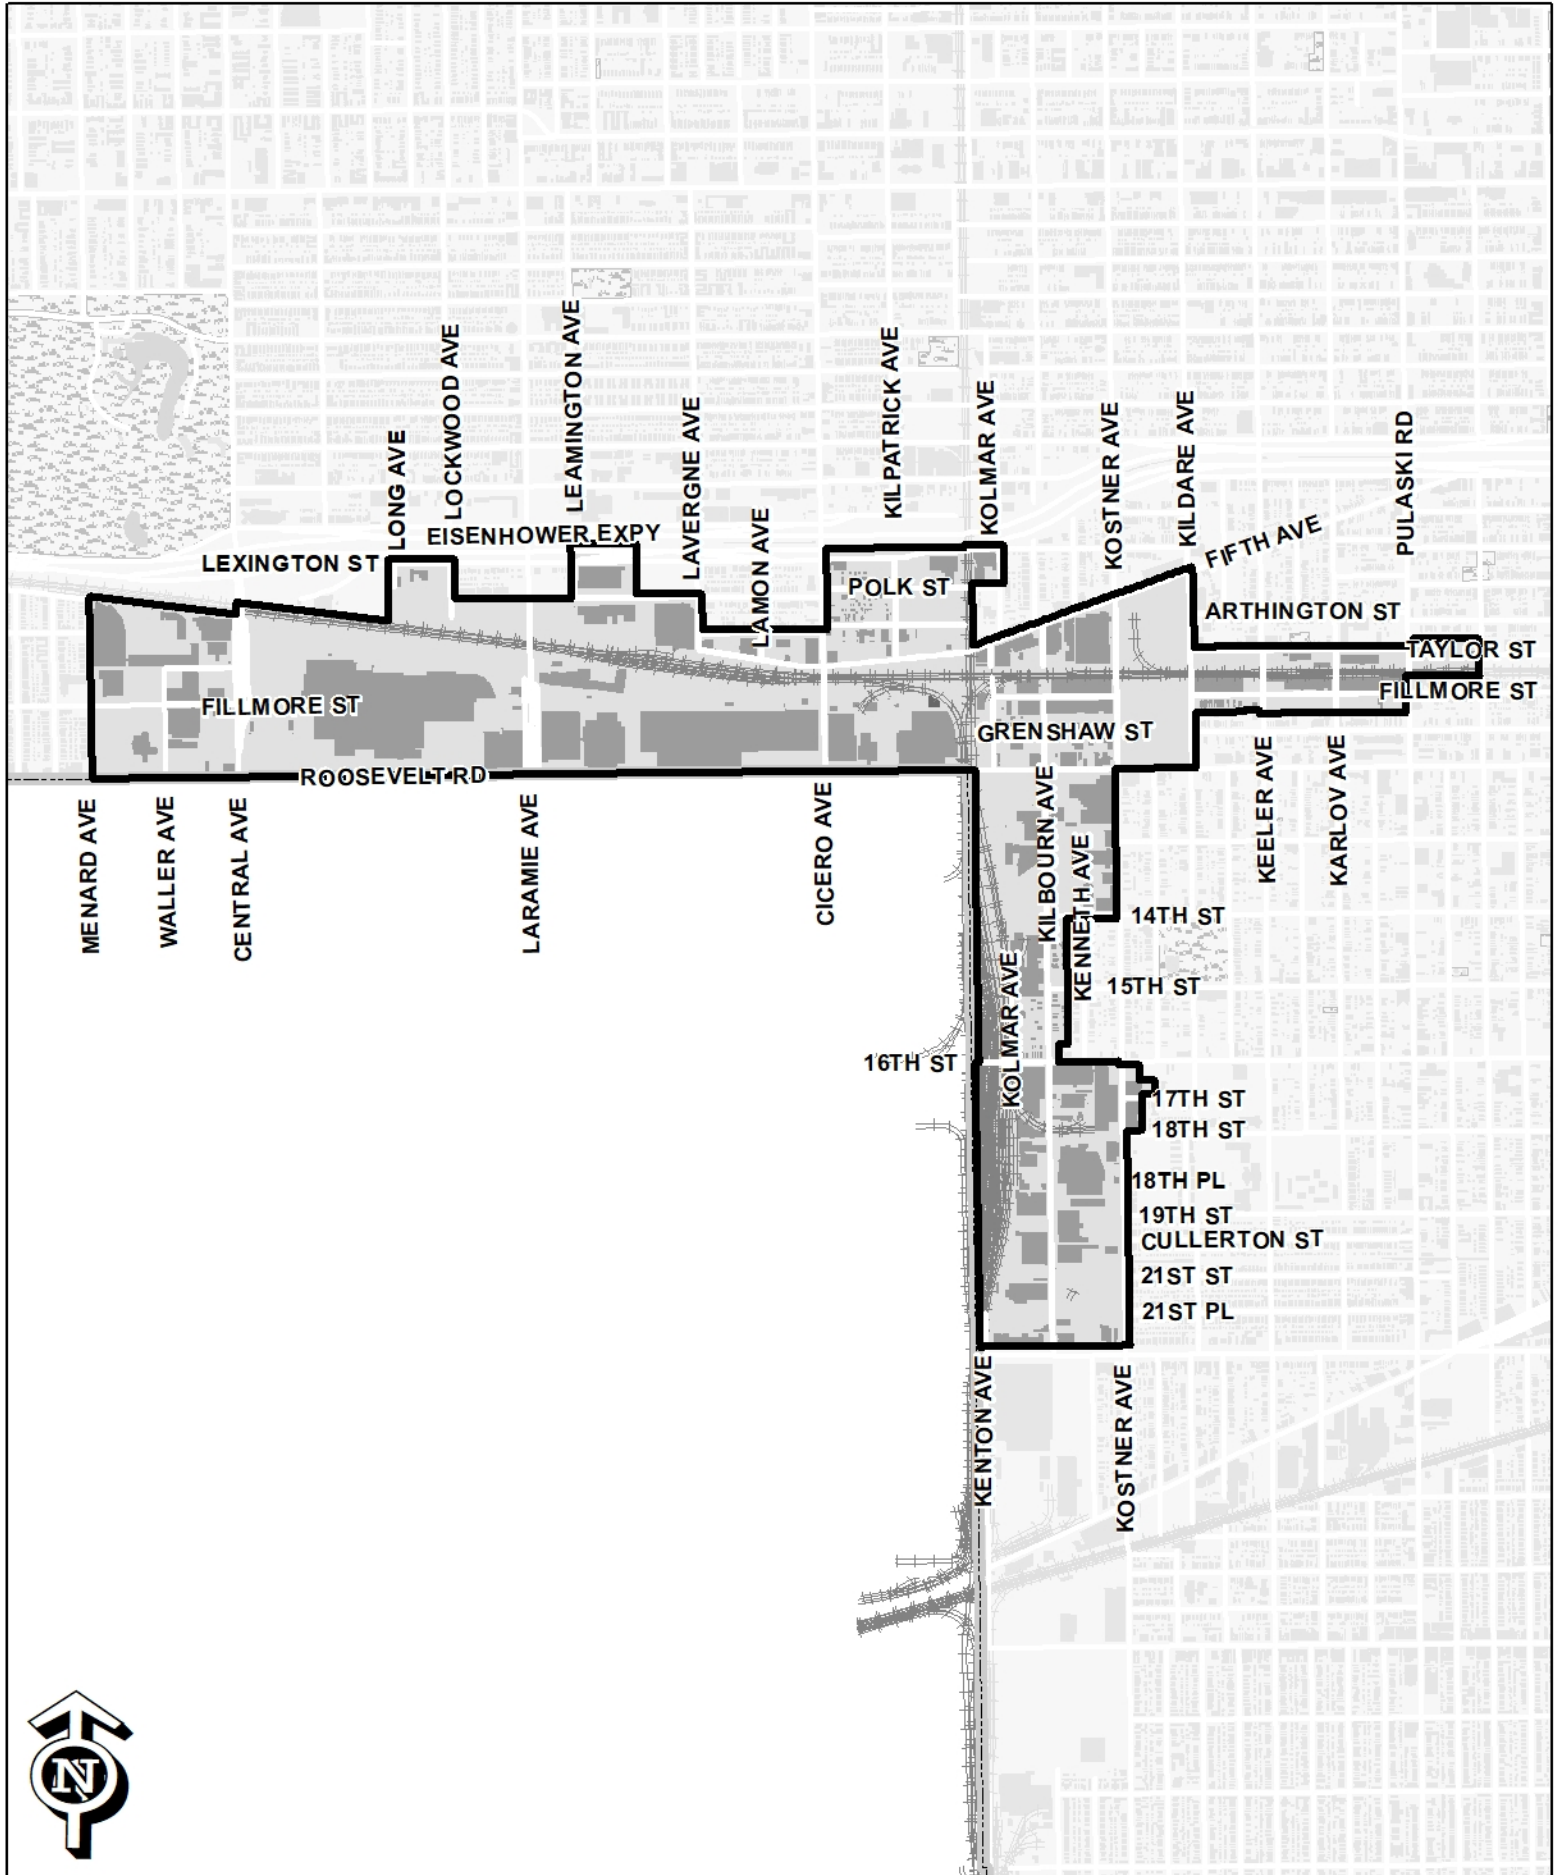 LEAMINGTON AVE
LOCKWOOD AVE
KILPATRICK AVE
KOLMAR AVE
KILDARE AVE
LAVERGNE AVE
KOSTNER AVE
PULASKI RD
LONG AVE
LAMON AVE
FIFTH AVE
EISENHOWER EXPY
LEXINGTON ST
POLK ST
ARTHINGTON ST
TAYLOR ST
FILLMORE ST
FILLMORE ST
GRENSHAW ST
ROOSEVELT RD
MENARD AVE
WALLER AVE
CENTRAL AVE
LARAMIE AVE
CICERO AVE
KILBOURN AVE
KENNETH AVE
KEELER AVE
KARLOV AVE
14TH ST
15TH ST
KOLMAR AVE
16TH ST
17TH ST
18TH ST
18TH PL
19TH ST
CULLERTON ST
21ST ST
21ST PL
KENTON AVE
KOSTNER AVE
N